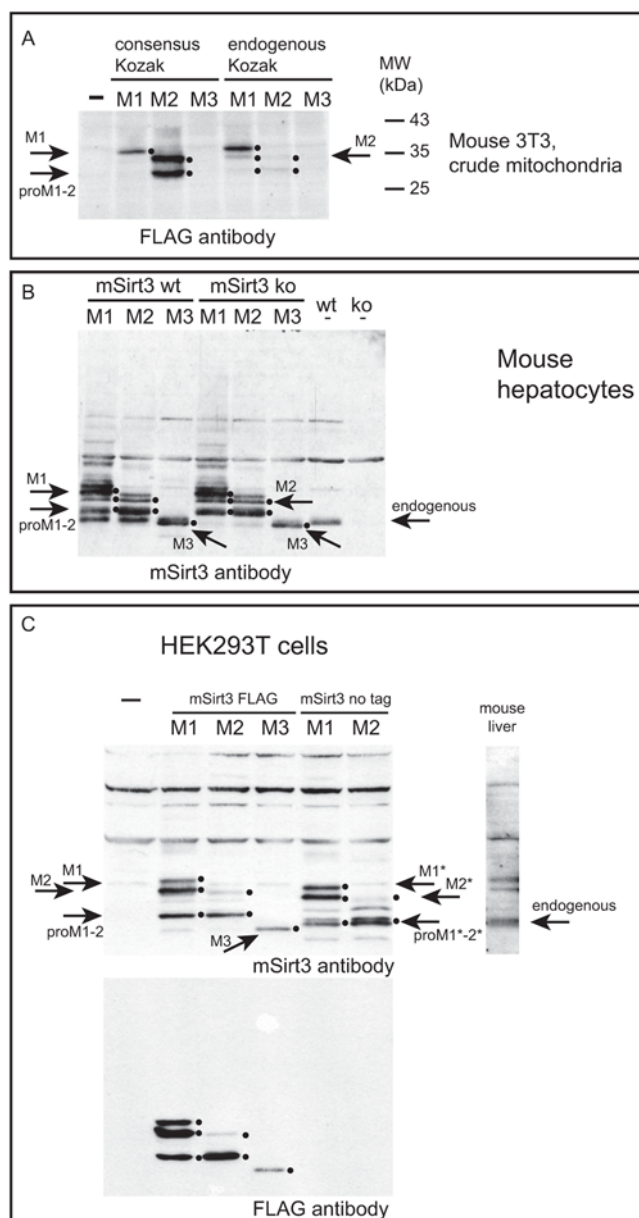 A
consensus Kozak
endogenous Kozak
– M1 M2 M3 M1 M2 M3
MW (kDa)
43
35
25
M1
proM1-2
M2
Mouse 3T3,
crude mitochondria
FLAG antibody
B
mSirt3 wt mSirt3 ko wt ko
M1 M2 M3 M1 M2 M3 - -
Mouse
hepatocytes
M1
proM1-2
M2
M3
M3
endogenous
mSirt3 antibody
C
HEK293T cells
– mSirt3 FLAG mSirt3 no tag
M1 M2 M3 M1 M2
mouse
liver
M1
M2
proM1-2
M3
M1*
M2*
proM1*-2*
endogenous
mSirt3 antibody
FLAG antibody